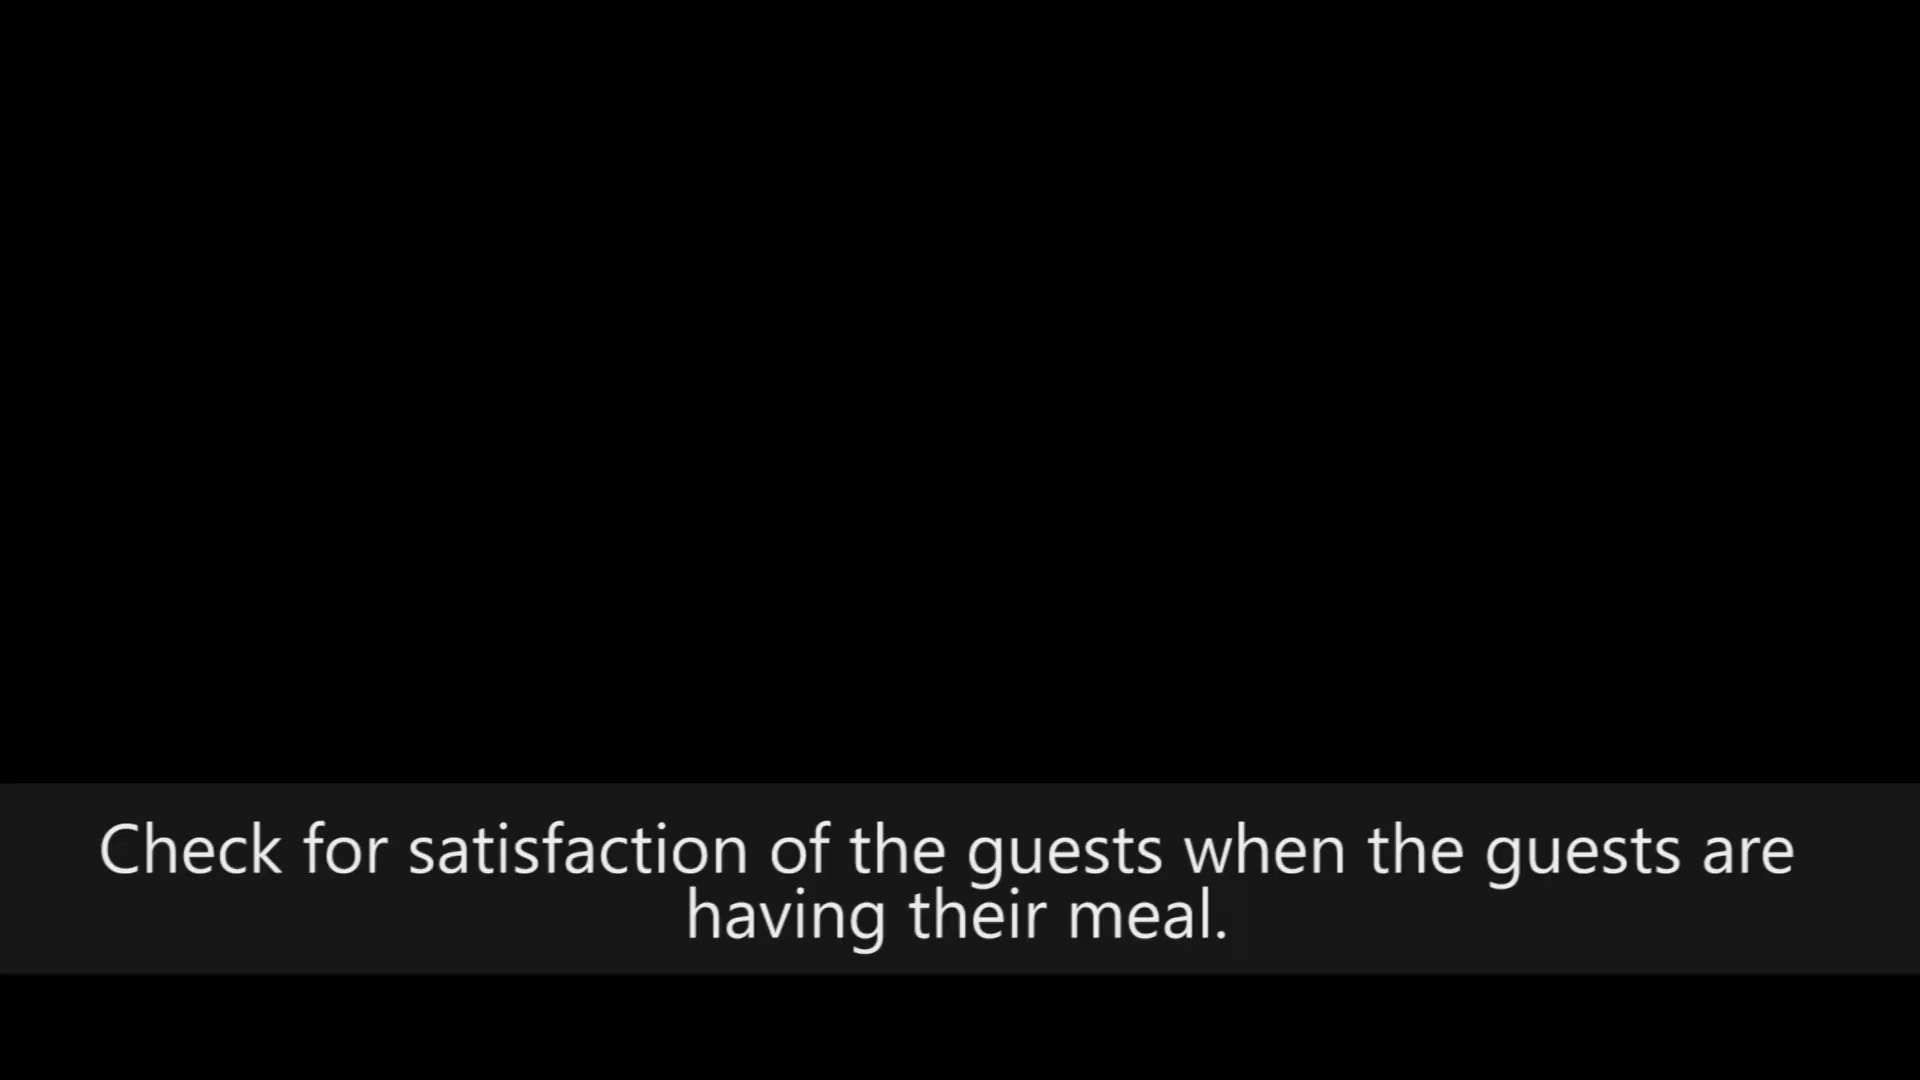 Check for satisfaction of the guests when the guests are
having their meal.